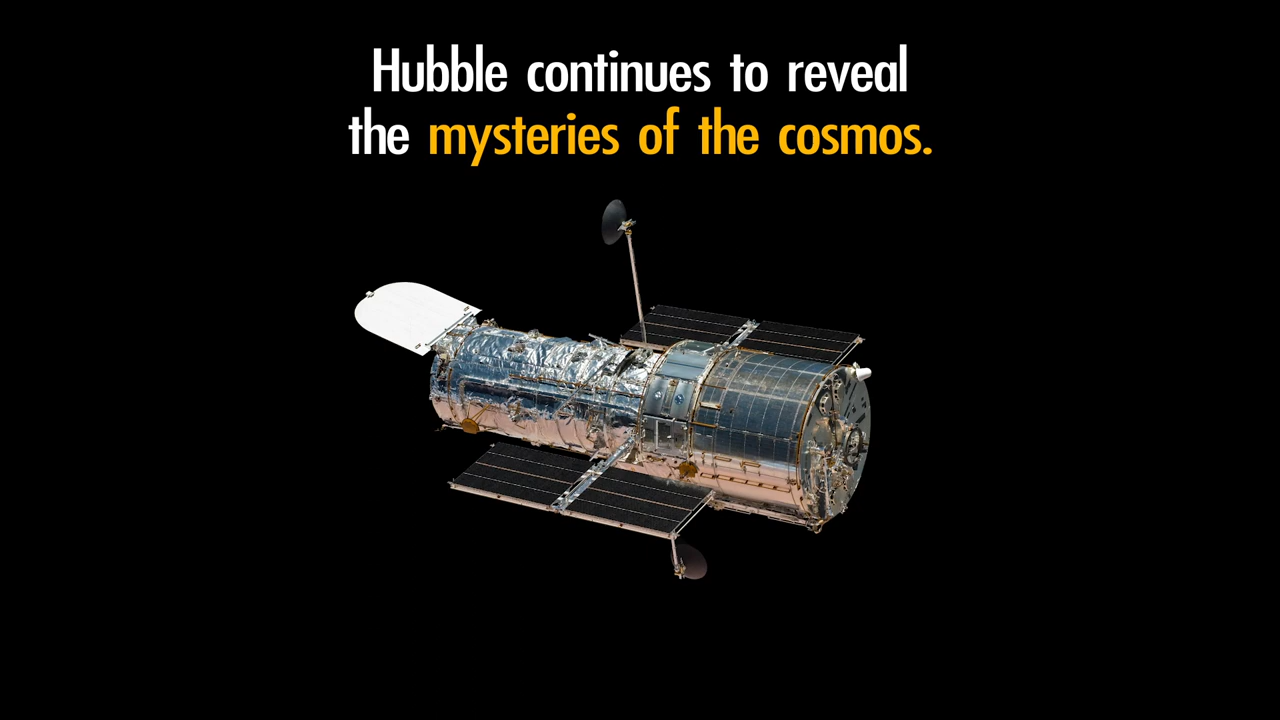 Hubble continues to reveal
the mysteries of the cosmos.